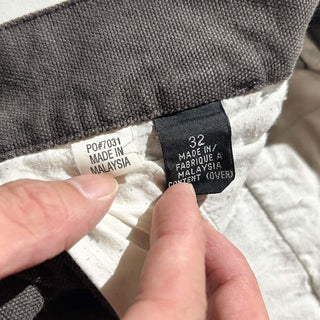 PO#7031
MADE IN
MALAYSIA
32
MADE IN/
FABRIQUE A
MALAYSIA
CONTENT (OVER)